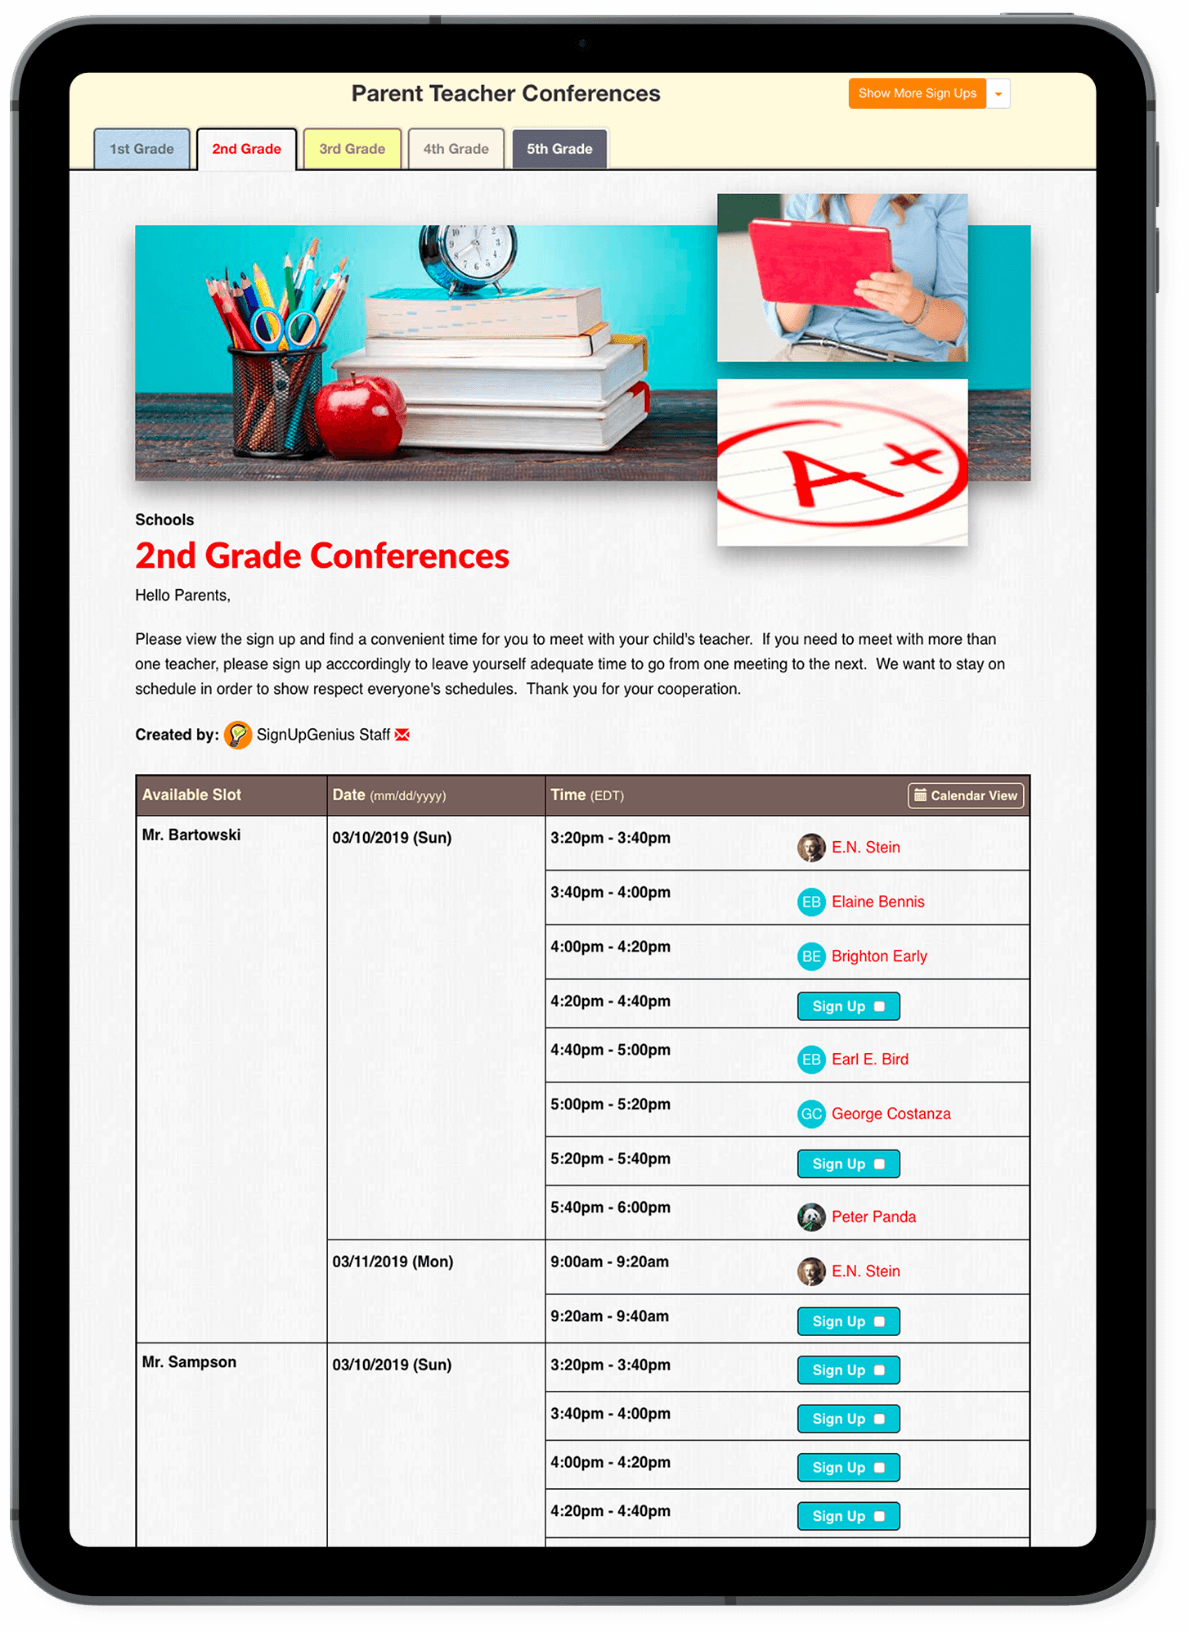 Parent Teacher Conferences
Show More Sign Ups
1st Grade
2nd Grade
3rd Grade
4th Grade
5th Grade
A+
Schools
2nd Grade Conferences
Hello Parents,
Please view the sign up and find a convenient time for you to meet with your child's teacher.  If you need to meet with more than
one teacher, please sign up acccordingly to leave yourself adequate time to go from one meeting to the next.  We want to stay on
schedule in order to show respect everyone's schedules.  Thank you for your cooperation.
Created by: SignUpGenius Staff
Available Slot Date (mm/dd/yyyy) Time (EDT) Calendar View
Mr. Bartowski 03/10/2019 (Sun) 3:20pm - 3:40pm E.N. Stein
3:40pm - 4:00pm EB Elaine Bennis
4:00pm - 4:20pm BE Brighton Early
4:20pm - 4:40pm Sign Up
4:40pm - 5:00pm EB Earl E. Bird
5:00pm - 5:20pm GC George Costanza
5:20pm - 5:40pm Sign Up
5:40pm - 6:00pm Peter Panda
03/11/2019 (Mon) 9:00am - 9:20am E.N. Stein
9:20am - 9:40am Sign Up
Mr. Sampson 03/10/2019 (Sun) 3:20pm - 3:40pm Sign Up
3:40pm - 4:00pm Sign Up
4:00pm - 4:20pm Sign Up
4:20pm - 4:40pm Sign Up